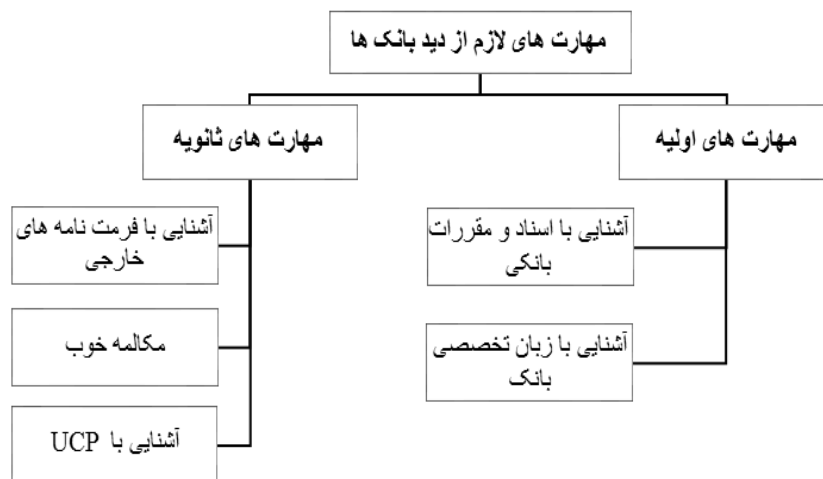 مهارت های لازم از دید بانک ها
مهارت های اولیه
مهارت های ثانویه
آشنایی با اسناد و مقررات
بانکی
آشنایی با زبان تخصصی
بانک
آشنایی با فرمت نامه های
خارجی
مکالمه خوب
آشنایی با UCP